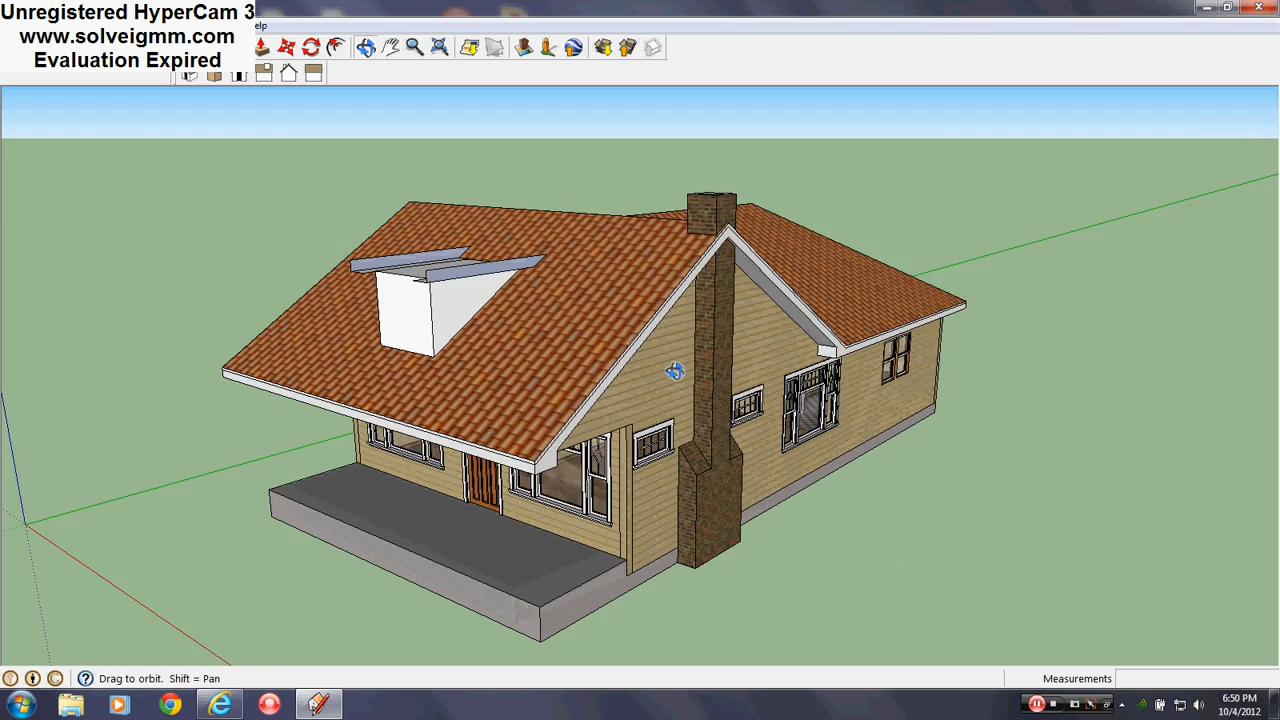 Unregistered HyperCam 3
www.solveigmm.com
Evaluation Expired
elp
Drag to orbit. Shift = Pan
Measurements
6:50 PM
10/4/2012